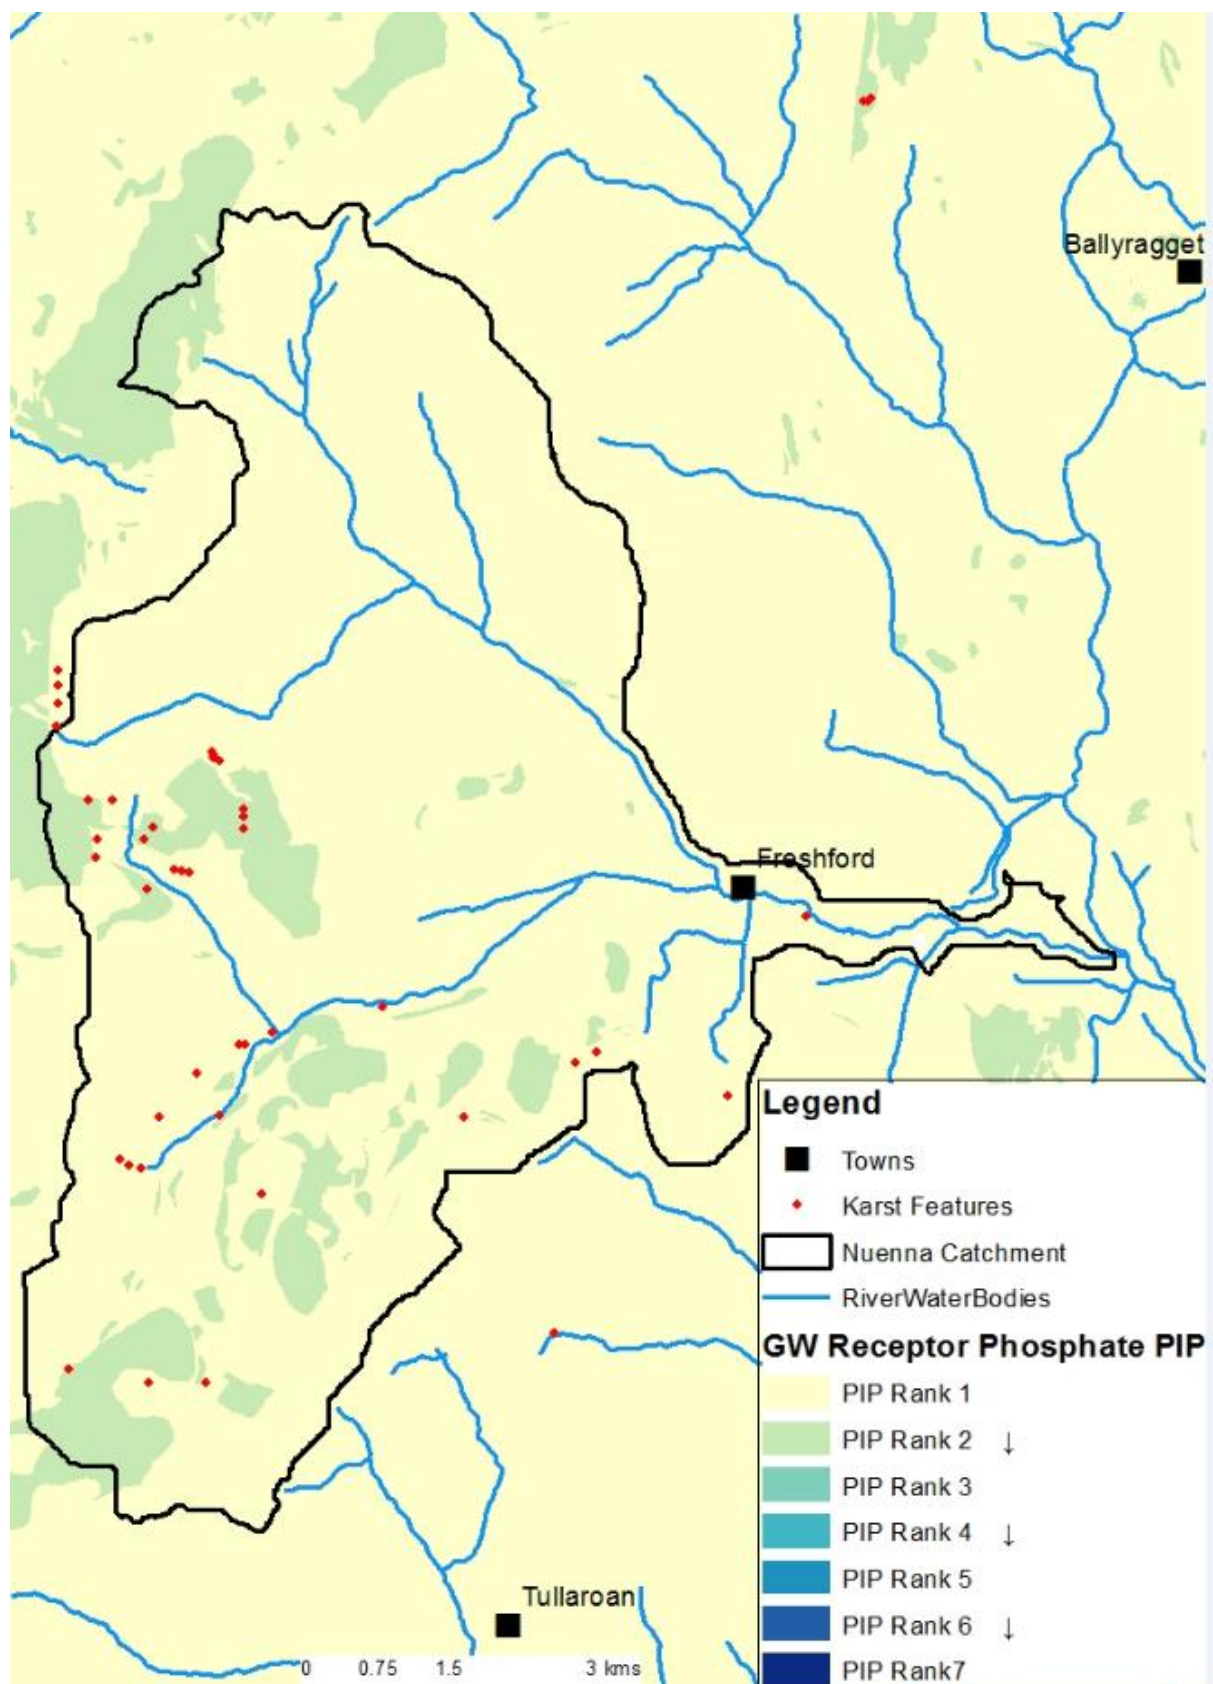 Ballyragget
Freshford
Legend
Towns
Karst Features
Nuenna Catchment
RiverWaterBodies
GW Receptor Phosphate PIP
PIP Rank 1
PIP Rank 2 ↓
PIP Rank 3
PIP Rank 4 ↓
PIP Rank 5
PIP Rank 6 ↓
PIP Rank7
Tullaroan
0 0.75 1.5 3 kms